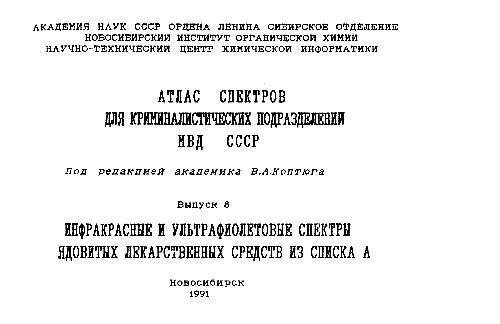 АКАДЕМИЯ НАУК СССР ОРДЕНА ЛЕНИНА СИБИРСКОЕ ОТДЕЛЕНИЕ
НОВОСИБИРСКИЙ ИНСТИТУТ ОРГАНИЧЕСКОЙ ХИМИИ
НАУЧНО-ТЕХНИЧЕСКИЙ ЦЕНТР ХИМИЧЕСКОЙ ИНФОРМАТИКИ
АТЛАС СПЕКТРОВ
ДЛЯ КРИМИНАЛИСТИЧЕСКИХ ПОДРАЗДЕЛЕНИЙ
МВД СССР
Под редакцией академика В.А.Коптюга
Выпуск 8
ИНФРАКРАСНЫЕ И УЛЬТРАФИОЛЕТОВЫЕ СПЕКТРЫ
ЯДОВИТЫХ ЛЕКАРСТВЕННЫХ СРЕДСТВ ИЗ СПИСКА А
Новосибирск
1991